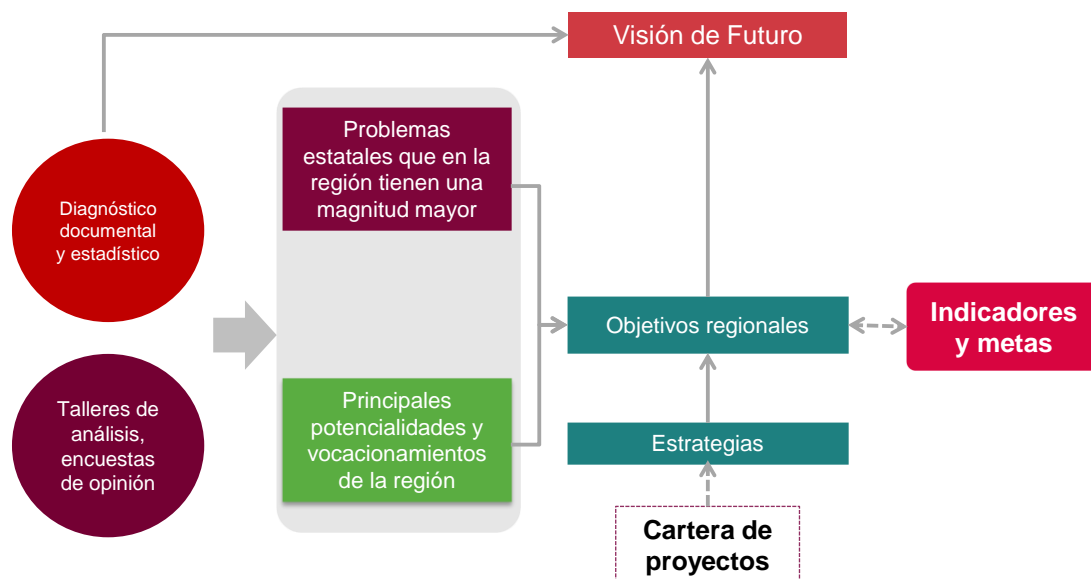 Visión de Futuro
Problemas
estatales que en la
región tienen una
magnitud mayor
Diagnóstico
documental
y estadístico
Objetivos regionales
Indicadores
y metas
Talleres de
análisis,
encuestas
de opinión
Principales
potencialidades y
vocacionamientos
de la región
Estrategias
Cartera de
proyectos